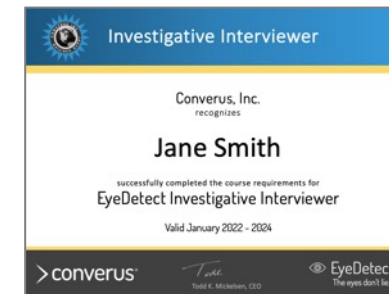 Investigative Interviewer
Converus, Inc.
recognizes
Jane Smith
successfully completed the course requirements for
EyeDetect Investigative Interviewer
Valid January 2022 - 2024
converus
Todd K. Mickelsen, CEO
EyeDetec
The eyes don't lie